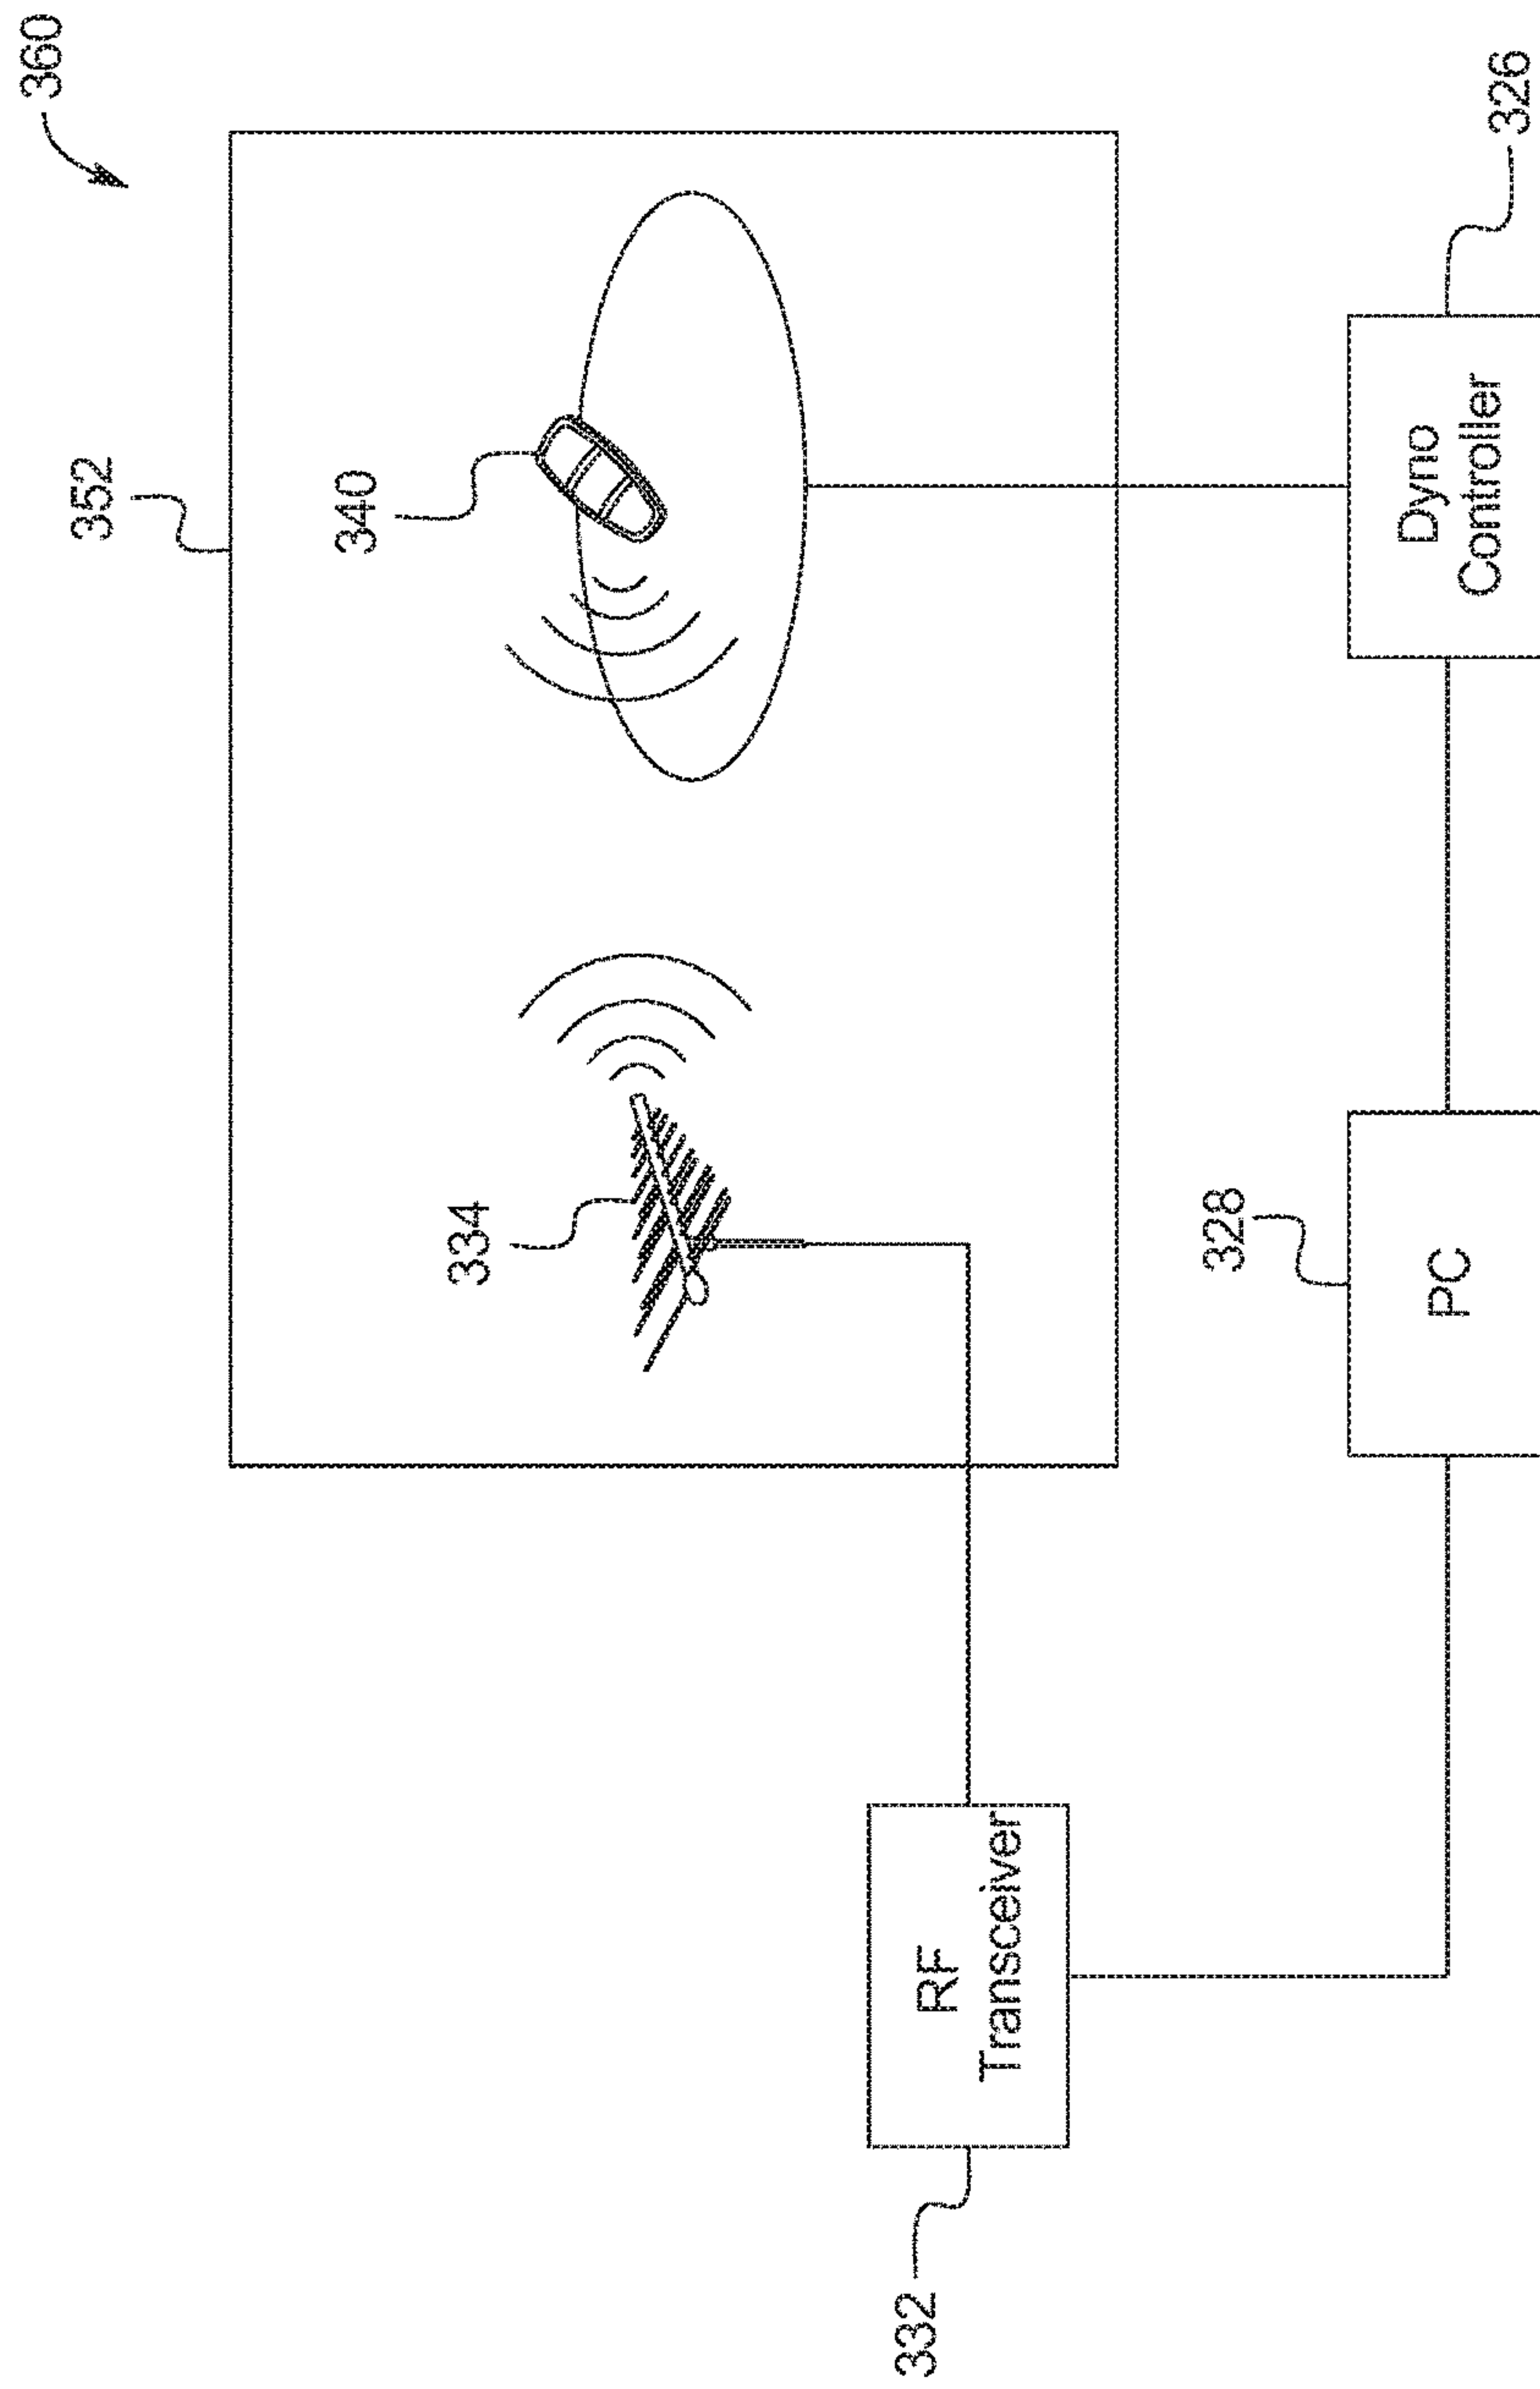 360
352
340
334
332
RF
Transceiver
328
PC
Dyno
Controller
326